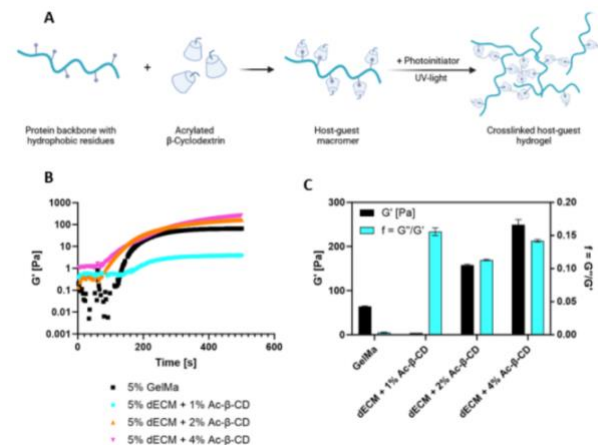 A
+
+ Photoinitiator
UV-light
Protein backbone with
hydrophobic residues
Acrylated
β-Cyclodextrin
Host-guest
macromer
Crosslinked host-guest
hydrogel
B
1000
100
10
1
0.1
0.01
0.001
G' [Pa]
0
200
400
600
Time [s]
5% GelMa
5% dECM + 1% Ac-β-CD
5% dECM + 2% Ac-β-CD
5% dECM + 4% Ac-β-CD
C
G' [Pa]
f = G''/G'
300
200
100
0
G' [Pa]
0.20
0.15
0.10
0.05
0.00
f = G''/G'
GelMa
dECM + 1% Ac-β-CD
dECM + 2% Ac-β-CD
dECM + 4% Ac-β-CD